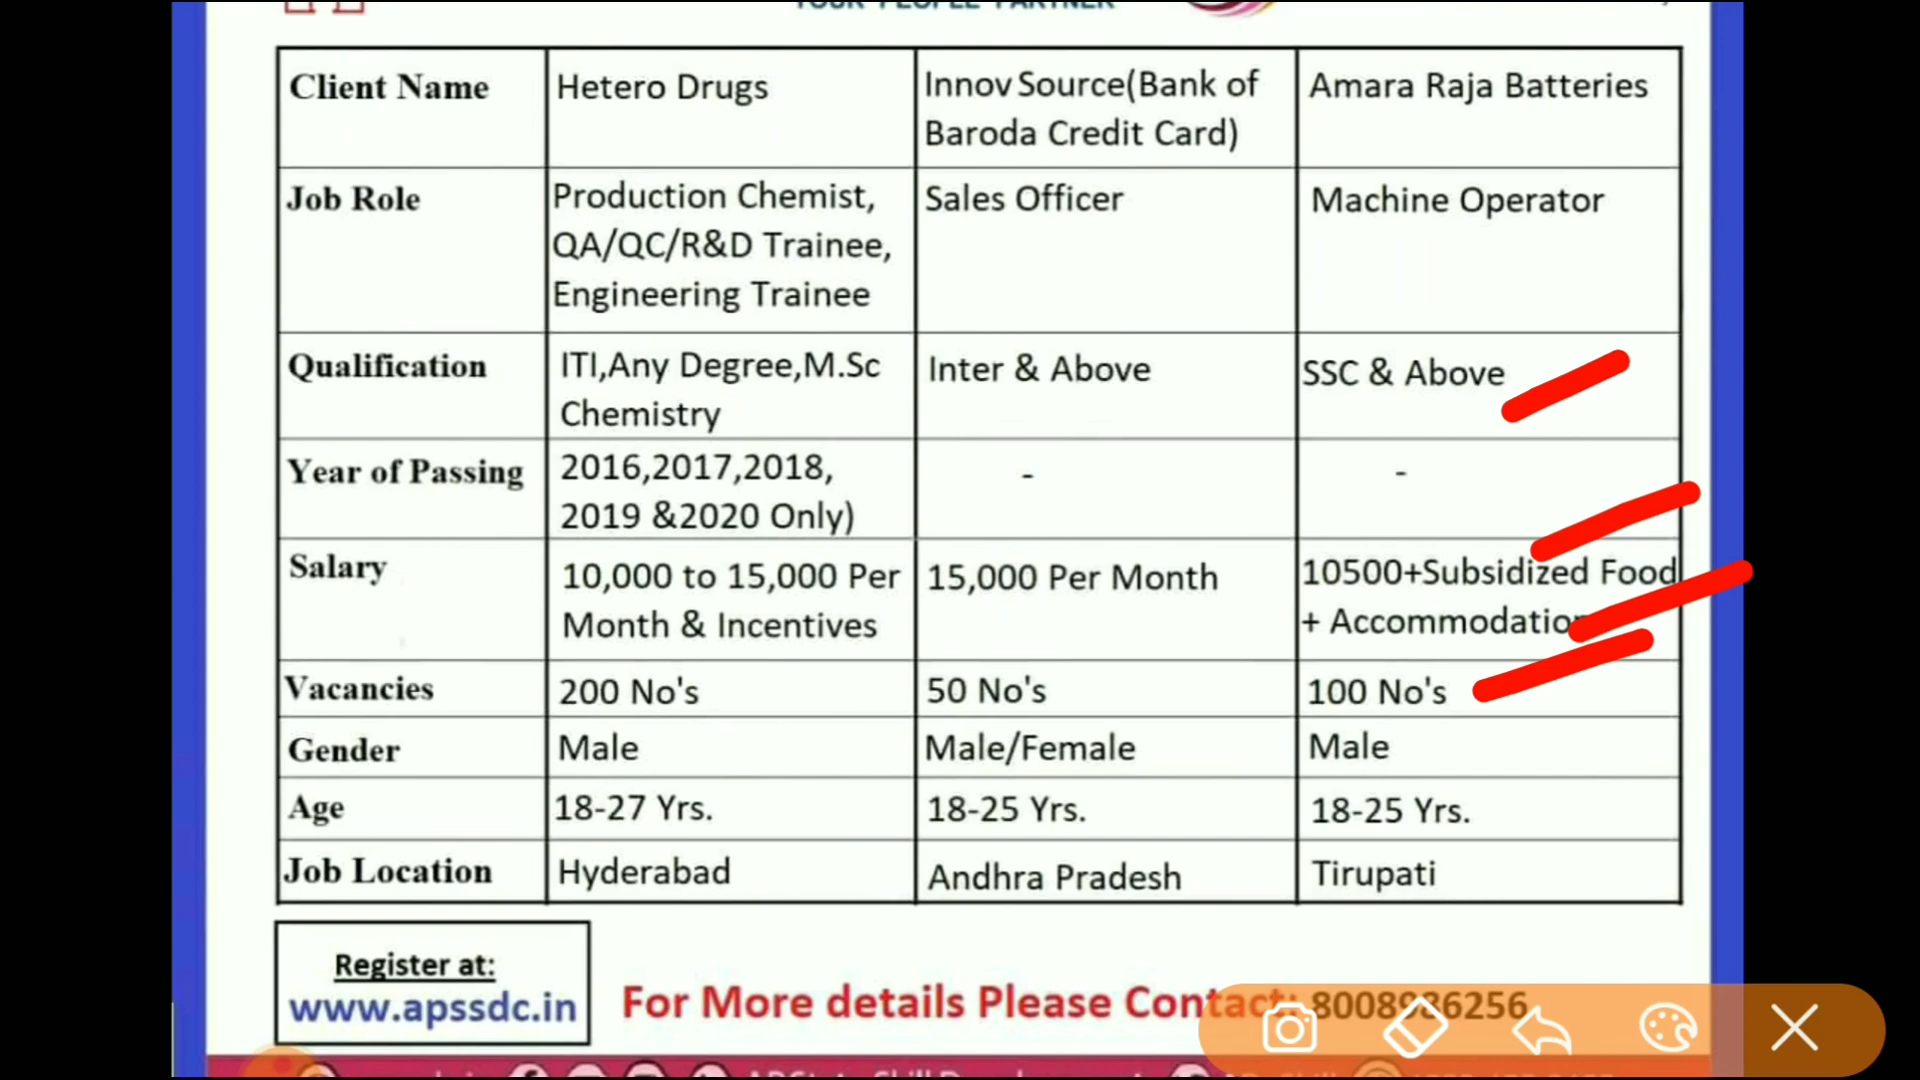 YOUR PEOPLE PARTNER
Client Name
Hetero Drugs
Innov Source(Bank of
Baroda Credit Card)
Amara Raja Batteries
Job Role
Production Chemist,
QA/QC/R&D Trainee,
Engineering Trainee
Sales Officer
Machine Operator
Qualification
ITI,Any Degree,M.Sc
Chemistry
Inter & Above
SSC & Above
Year of Passing
2016,2017,2018,
2019 &2020 Only)
-
-
Salary
10,000 to 15,000 Per
Month & Incentives
15,000 Per Month
10500+Subsidized Food
+ Accommodation
Vacancies
200 No's
50 No's
100 No's
Gender
Male
Male/Female
Male
Age
18-27 Yrs.
18-25 Yrs.
18-25 Yrs.
Job Location
Hyderabad
Andhra Pradesh
Tirupati
Register at:
www.apssdc.in
For More details Please Contact: 8008986256